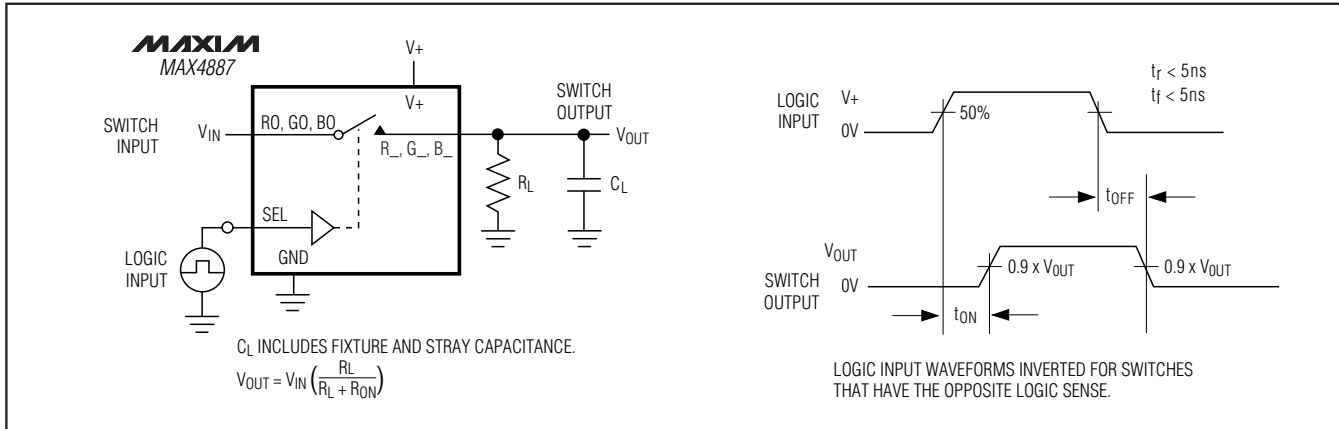 MAXIM
MAX4887
V+
V+
SWITCH
INPUT
VIN
RO, GO, BO
R_, G_, B_
SWITCH
OUTPUT
VOUT
RL
CL
SEL
LOGIC
INPUT
GND
CL INCLUDES FIXTURE AND STRAY CAPACITANCE.
VOUT = VIN (RL / RL + RON)
tr < 5ns
tf < 5ns
LOGIC
INPUT
V+
0V
50%
tOFF
VOUT
SWITCH
OUTPUT
0V
0.9 x VOUT
0.9 x VOUT
tON
LOGIC INPUT WAVEFORMS INVERTED FOR SWITCHES
THAT HAVE THE OPPOSITE LOGIC SENSE.